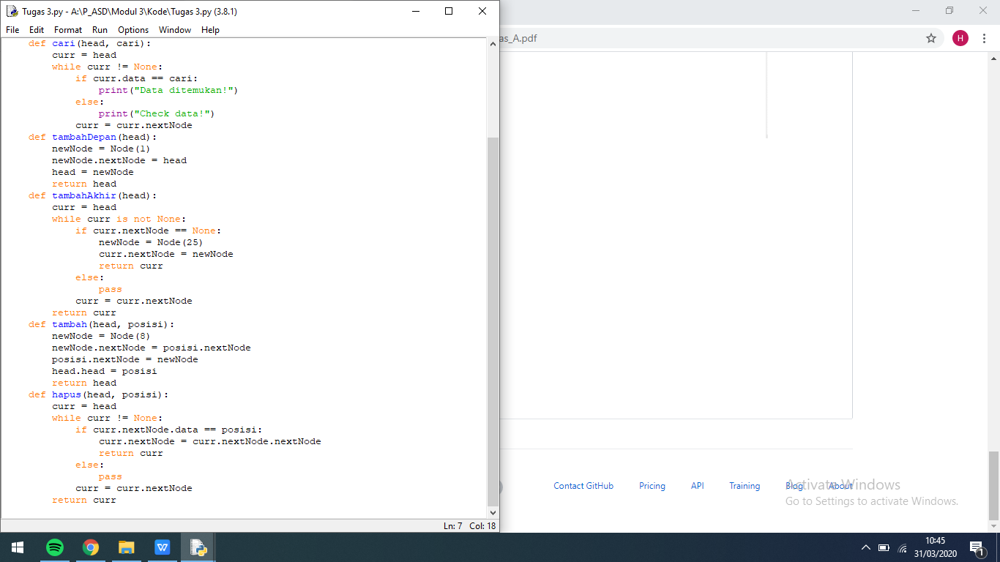 Tugas 3.py - A:\P_ASD\Modul 3\Kode\Tugas 3.py (3.8.1)
File Edit Format Run Options Window Help
def cari(head, cari):
curr = head
while curr != None:
if curr.data == cari:
print("Data ditemukan!")
else:
print("Check data!")
curr = curr.nextNode
def tambahDepan(head):
newNode = Node(1)
newNode.nextNode = head
head = newNode
return head
def tambahAkhir(head):
curr = head
while curr is not None:
if curr.nextNode == None:
newNode = Node(25)
curr.nextNode = newNode
return curr
else:
pass
curr = curr.nextNode
return curr
def tambah(head, posisi):
newNode = Node(8)
newNode.nextNode = posisi.nextNode
posisi.nextNode = newNode
head.head = posisi
return head
def hapus(head, posisi):
curr = head
while curr != None:
if curr.nextNode.data == posisi:
curr.nextNode = curr.nextNode.nextNode
return curr
else:
pass
curr = curr.nextNode
return curr
Ln: 7 Col: 18
as_A.pdf
H
Contact GitHub Pricing API Training Blog About
Activate Windows
Go to Settings to activate Windows.
W
10:45
31/03/2020
1